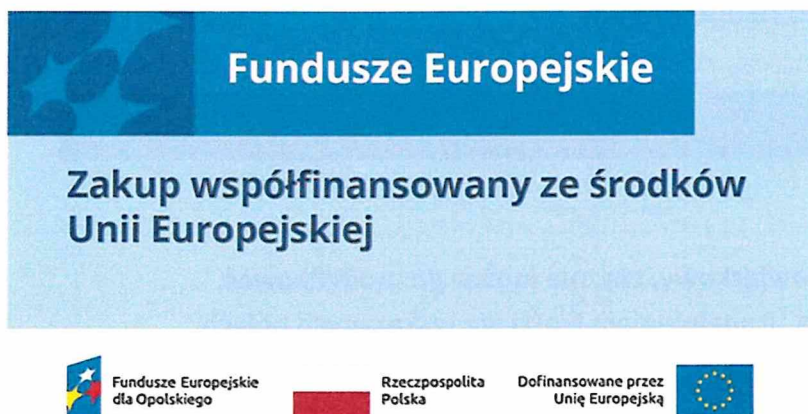 Fundusze Europejskie
Zakup współfinansowany ze środków
Unii Europejskiej
Fundusze Europejskie
dla Opolskiego
Rzeczpospolita
Polska
Dofinansowane przez
Unię Europejską